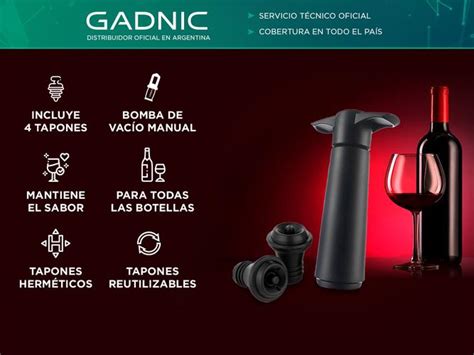 GADNIC
DISTRIBUIDOR OFICIAL EN ARGENTINA
> SERVICIO TÉCNICO OFICIAL
> COBERTURA EN TODO EL PAÍS
INCLUYE
4 TAPONES
BOMBA DE
VACÍO MANUAL
MANTIENE
EL SABOR
PARA TODAS
LAS BOTELLAS
TAPONES
HERMÉTICOS
TAPONES
REUTILIZABLES